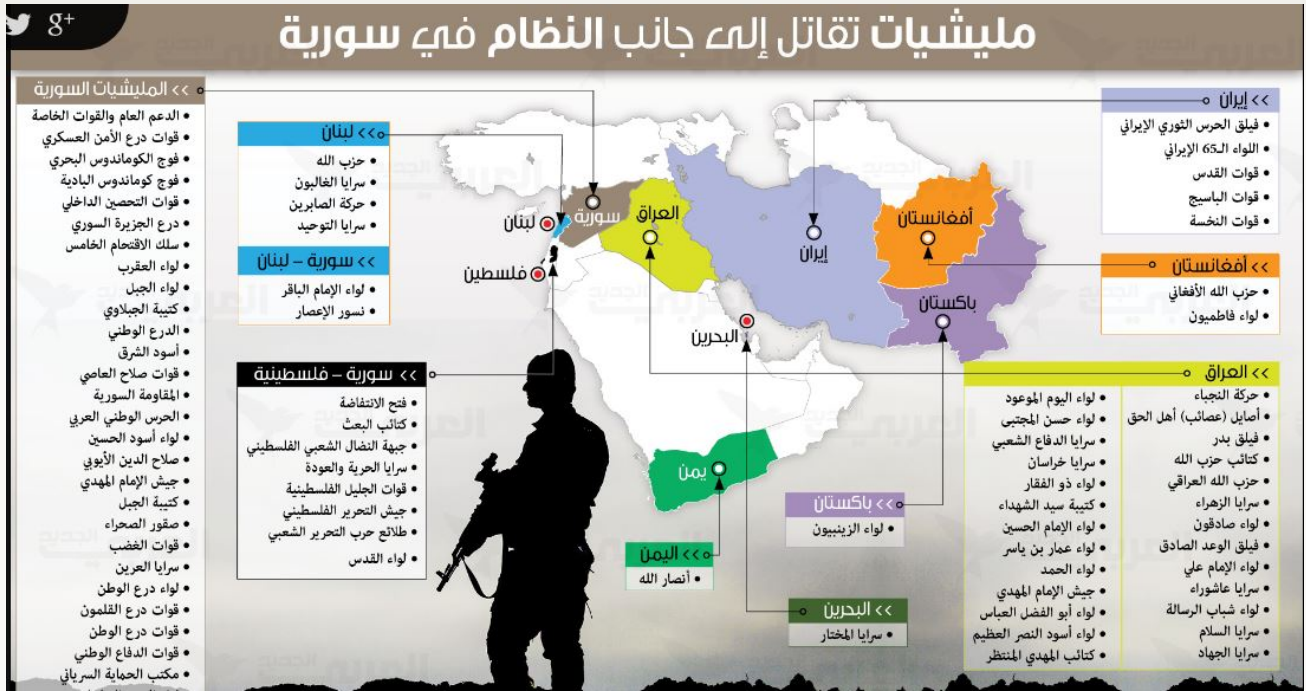 g+
مليشيات تقاتل إلى جانب النظام في سورية
>> المليشيات السورية
• الدعم العام والقوات الخاصة
• قوات درع الأمن العسكري
• فوج الكوماندوس البحري
• فوج كوماندوس البادية
• قوات التحصين الداخلي
• درع الجزيرة السوري
• سلك الاقتحام الخامس
• لواء العقرب
• لواء الجبل
• كتيبة الجبلاوي
• الدرع الوطني
• أسود الشرق
• قوات صلاح العاصي
• المقاومة السورية
• الحرس الوطني العربي
• لواء أسود الحسين
• صلاح الدين الأيوبي
• جيش الإمام المهدي
• كتيبة الجبل
• صقور الصحراء
• قوات الغضب
• سرايا العرين
• لواء درع الوطن
• قوات درع القلمون
• قوات درع الوطن
• قوات الدفاع الوطني
• مكتب الحماية السرياني
>> لبنان
• حزب الله
• سرايا الغالبون
• حركة الصابرين
• سرايا التوحيد
>> سورية – لبنان
• لواء الإمام الباقر
• نسور الإعصار
>> سورية – فلسطينية
• فتح الانتفاضة
• كتائب البعث
• جبهة النضال الشعبي الفلسطيني
• سرايا الحرية والعودة
• قوات الجليل الفلسطينية
• جيش التحرير الفلسطيني
• طلائع حرب التحرير الشعبي
• لواء القدس
سورية
لبنان
فلسطين
العراق
إيران
أفغانستان
باكستان
البحرين
يمن
>> إيران
• فيلق الحرس الثوري الإيراني
• اللواء الـ65 الإيراني
• قوات القدس
• قوات الباسيج
• قوات النخسة
>> أفغانستان
• حزب الله الأفغاني
• لواء فاطميون
>> العراق
• حركة النجباء
• أصايل (عصائب) أهل الحق
• فيلق بدر
• كتائب حزب الله
• حزب الله العراقي
• سرايا الزهراء
• لواء صادقون
• فيلق الوعد الصادق
• لواء الإمام علي
• سرايا عاشوراء
• لواء شباب الرسالة
• سرايا السلام
• سرايا الجهاد
• لواء اليوم الموعود
• لواء حسن المجتبى
• سرايا الدفاع الشعبي
• سرايا خراسان
• لواء ذو الفقار
• كتيبة سيد الشهداء
• لواء الإمام الحسين
• لواء عمار بن ياسر
• لواء الحمد
• جيش الإمام المهدي
• لواء أبو الفضل العباس
• لواء أسود النصر العظيم
• كتائب المهدي المنتظر
>> باكستان
• لواء الزينبيون
>> اليمن
• أنصار الله
>> البحرين
• سرايا المختار
العربي الجديد